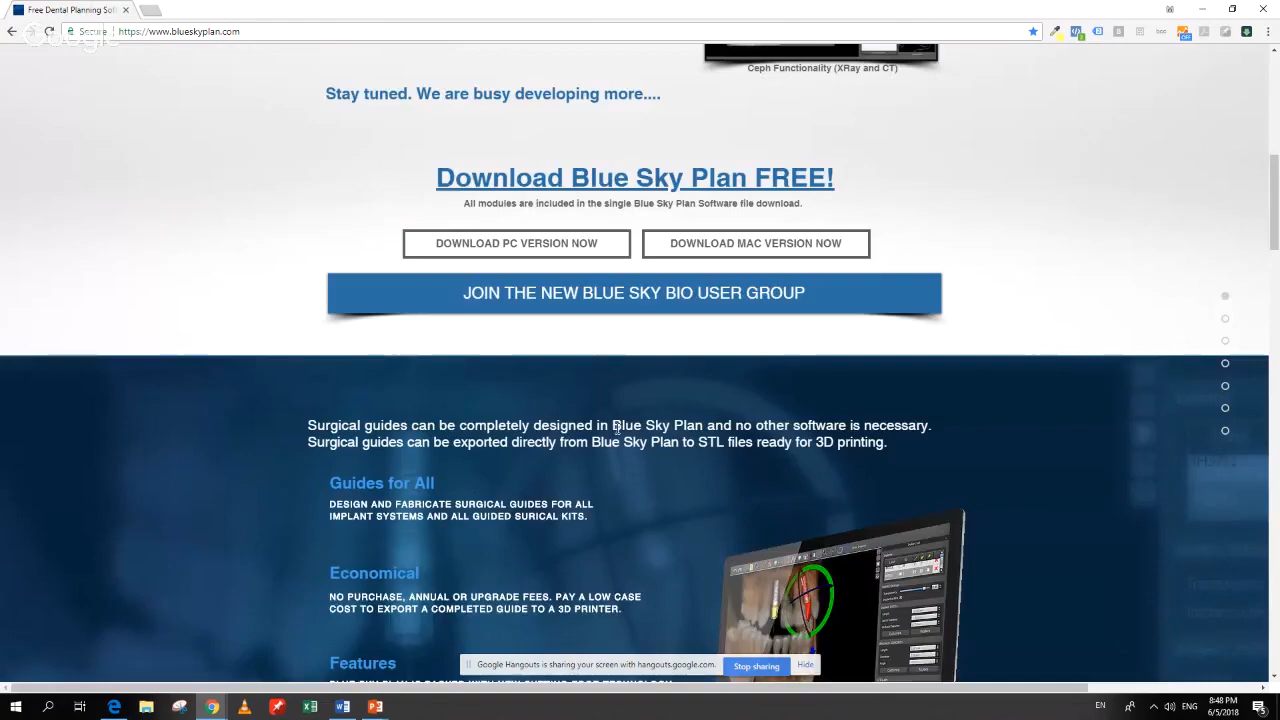 Free Dental Planning Soft
Secure
https://www.blueskyplan.com
Ceph Functionality (XRay and CT)
Stay tuned. We are busy developing more....
Download Blue Sky Plan FREE!
All modules are included in the single Blue Sky Plan Software file download.
DOWNLOAD PC VERSION NOW
DOWNLOAD MAC VERSION NOW
JOIN THE NEW BLUE SKY BIO USER GROUP
Surgical guides can be completely designed in Blue Sky Plan and no other software is necessary.
Surgical guides can be exported directly from Blue Sky Plan to STL files ready for 3D printing.
Guides for All
DESIGN AND FABRICATE SURGICAL GUIDES FOR ALL
IMPLANT SYSTEMS AND ALL GUIDED SURICAL KITS.
Economical
NO PURCHASE, ANNUAL OR UPGRADE FEES. PAY A LOW CASE
COST TO EXPORT A COMPLETED GUIDE TO A 3D PRINTER.
Features
Google Hangouts is sharing your screen with hangouts.google.com.
Stop sharing
Hide
EN
8:48 PM
6/5/2018